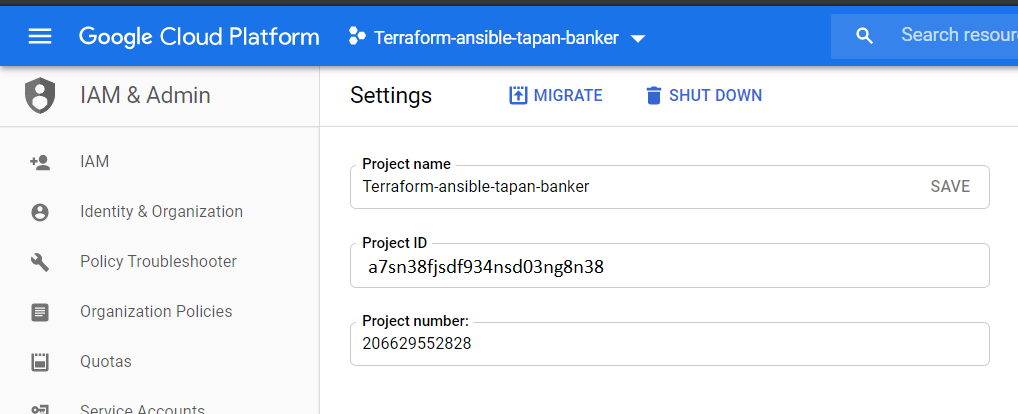 Google Cloud Platform
Terraform-ansible-tapan-banker
Search resour
IAM & Admin
Settings
MIGRATE
SHUT DOWN
IAM
Identity & Organization
Policy Troubleshooter
Organization Policies
Quotas
Service Accounts
Project name
Terraform-ansible-tapan-banker
SAVE
Project ID
a7sn38fjsdf934nsd03ng8n38
Project number:
206629552828